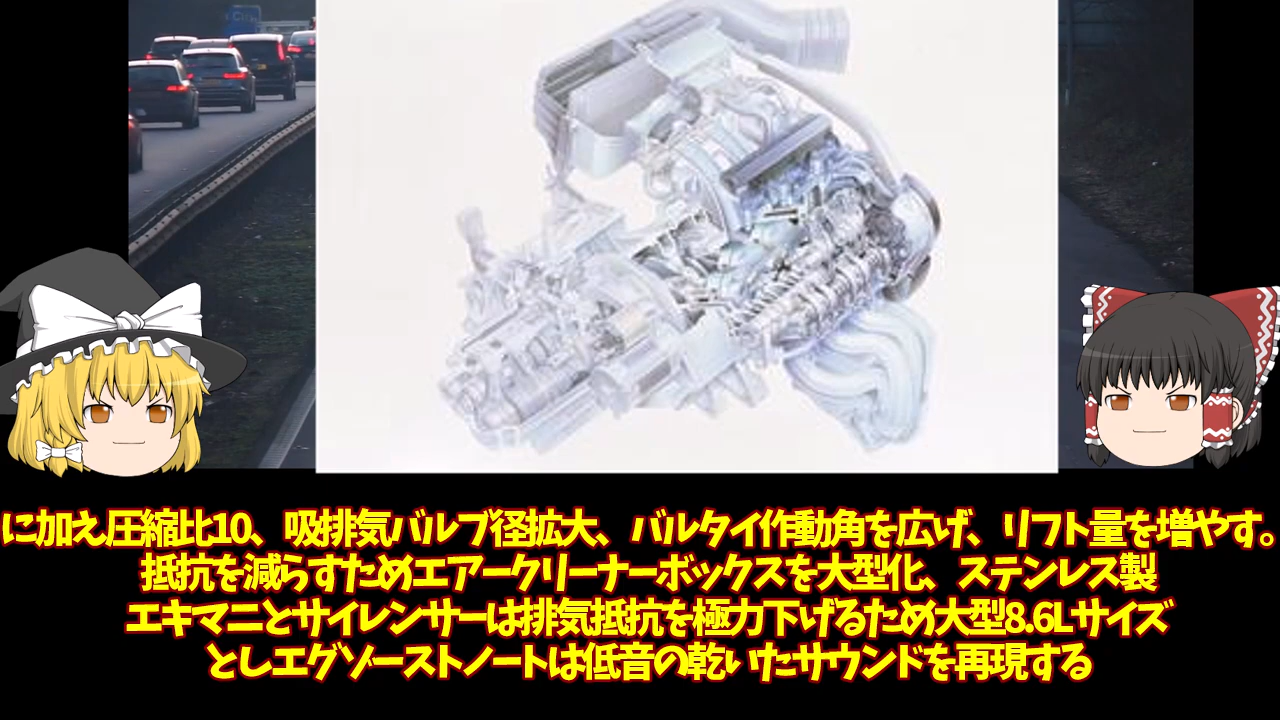 に加え圧縮比10、吸排気バルブ径拡大、バルタイ作動角を広げ、リフト量を増やす。
抵抗を減らすためエアークリーナーボックスを大型化、ステンレス製
エキマニとサイレンサーは排気抵抗を極力下げるため大型8.6Lサイズ
としエグゾーストノートは低音の乾いたサウンドを再現する